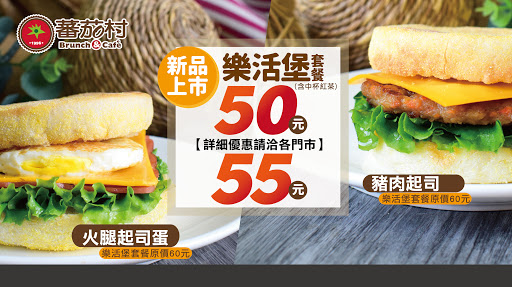 蕃茄村
1996
Brunch & Café
新品
上市
樂活堡套餐
(含中杯紅茶)
50元
【詳細優惠請洽各門市】
55元
豬肉起司
樂活堡套餐原價60元
火腿起司蛋
樂活堡套餐原價60元